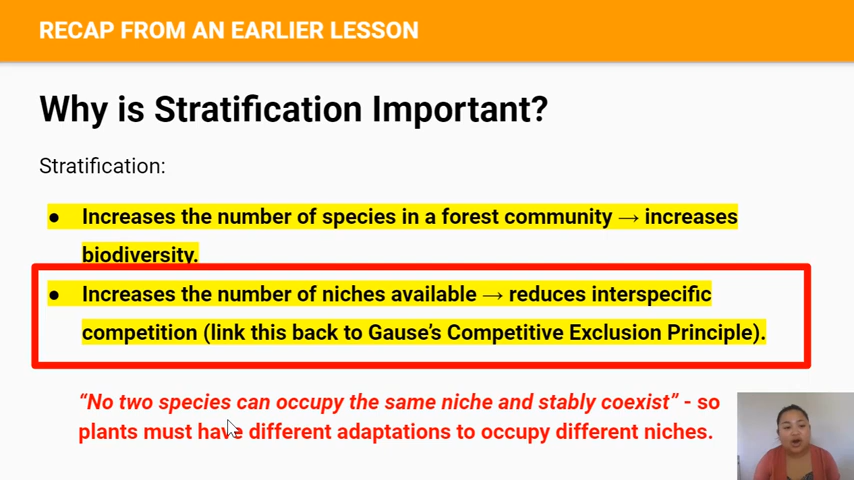 RECAP FROM AN EARLIER LESSON
Why is Stratification Important?
Stratification:
● Increases the number of species in a forest community → increases
biodiversity.
● Increases the number of niches available → reduces interspecific
competition (link this back to Gause’s Competitive Exclusion Principle).
“No two species can occupy the same niche and stably coexist” - so
plants must have different adaptations to occupy different niches.